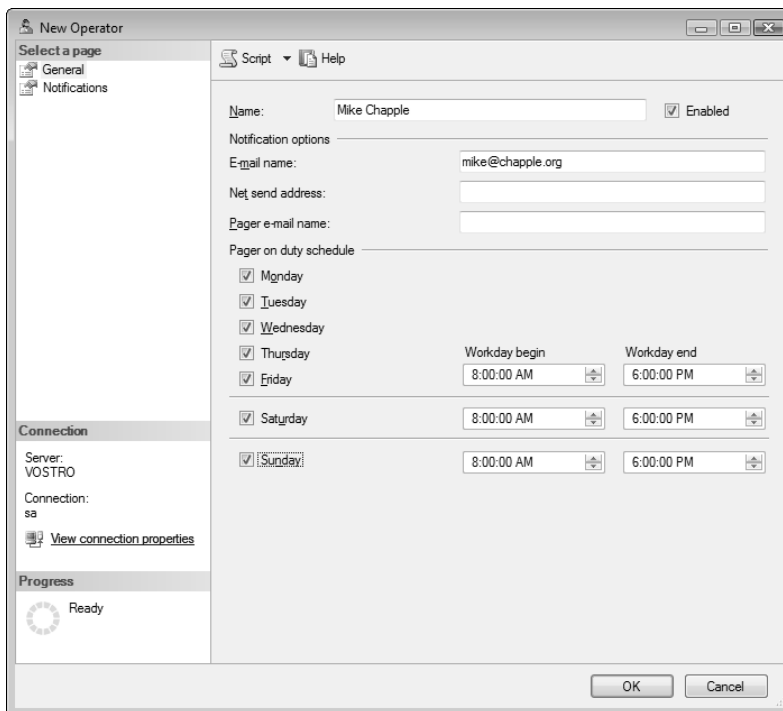 New Operator
Select a page
General
Notifications
Script Help
Name: Mike Chapple Enabled
Notification options
E-mail name: mike@chapple.org
Net send address:
Pager e-mail name:
Pager on duty schedule
Monday
Tuesday
Wednesday
Thursday Workday begin Workday end
Friday 8:00:00 AM 6:00:00 PM
Saturday 8:00:00 AM 6:00:00 PM
Sunday 8:00:00 AM 6:00:00 PM
Connection
Server:
VOSTRO
Connection:
sa
View connection properties
Progress
Ready
OK Cancel